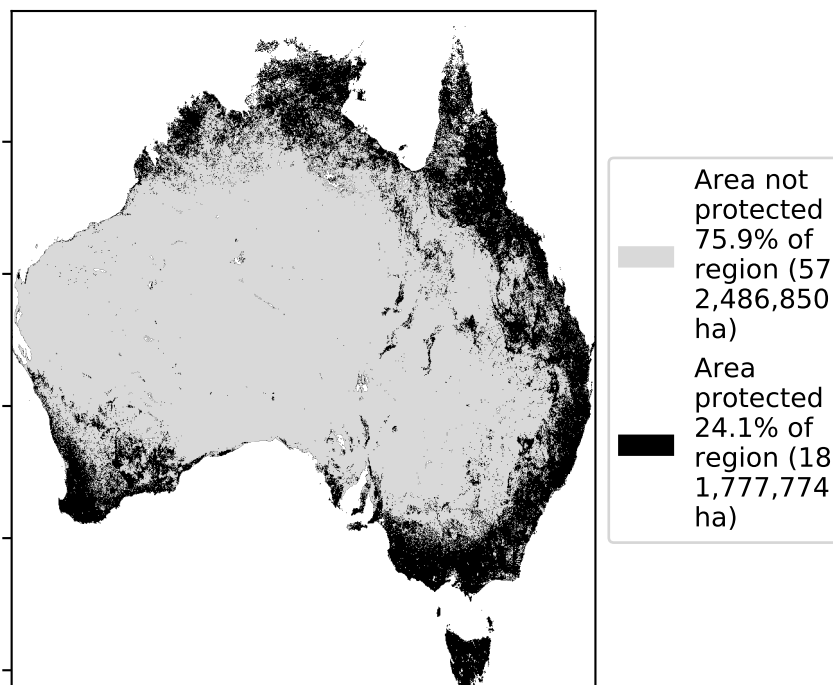 Area not
protected
75.9% of
region (57
2,486,850
ha)
Area
protected
24.1% of
region (18
1,777,774
ha)